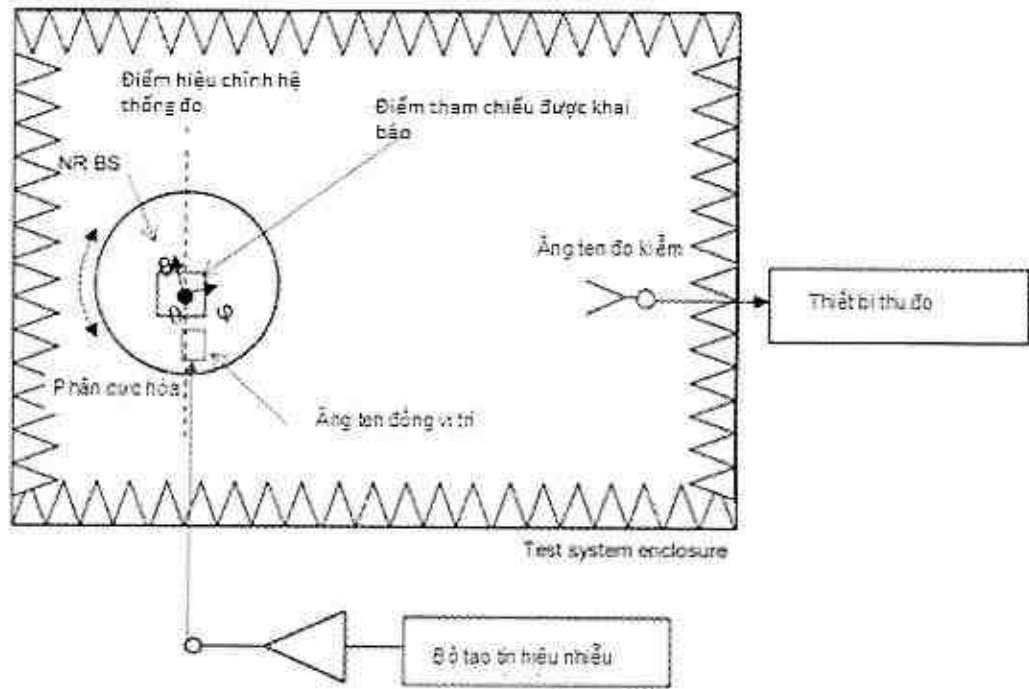 Điểm hiệu chỉnh hệ
thống đo
Điểm tham chiếu được khai
báo
NR BS
θ
φ
Ăng ten đo kiểm
Thiết bị thu đo
Phân cực hóa
Ăng ten đồng vị trí
Test system enclosure
Bộ tạo tín hiệu nhiễu